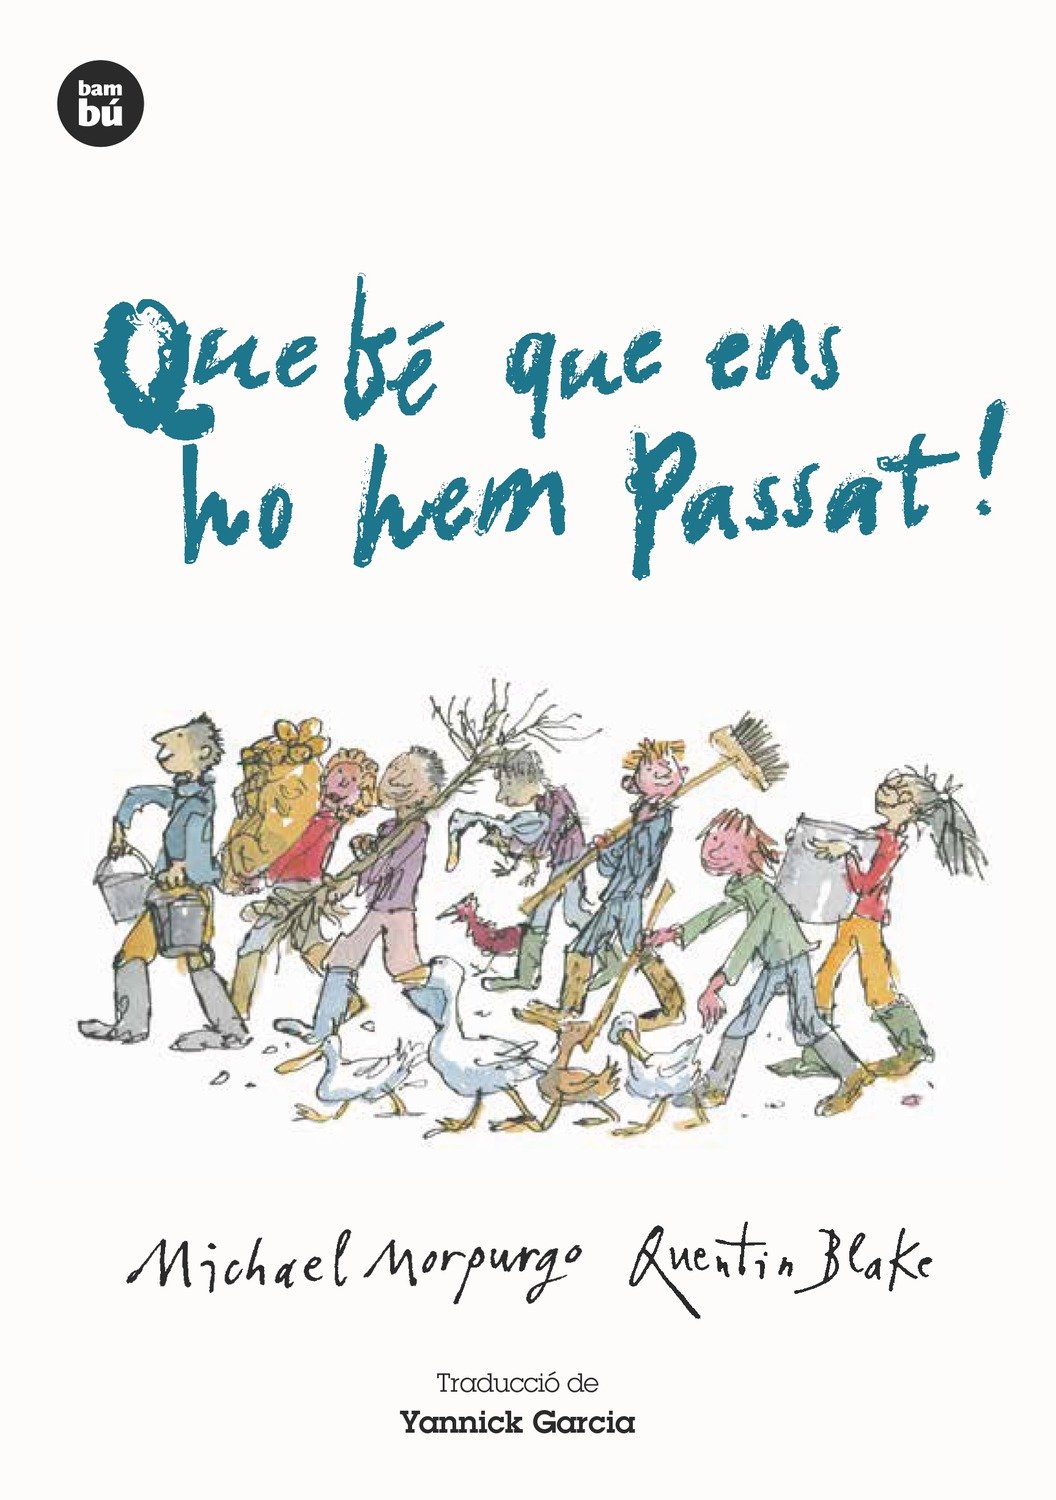 bam
bú
Que bé que ens
ho hem Passat!
Michael Morpurgo Quentin Blake
Traducció de
Yannick Garcia